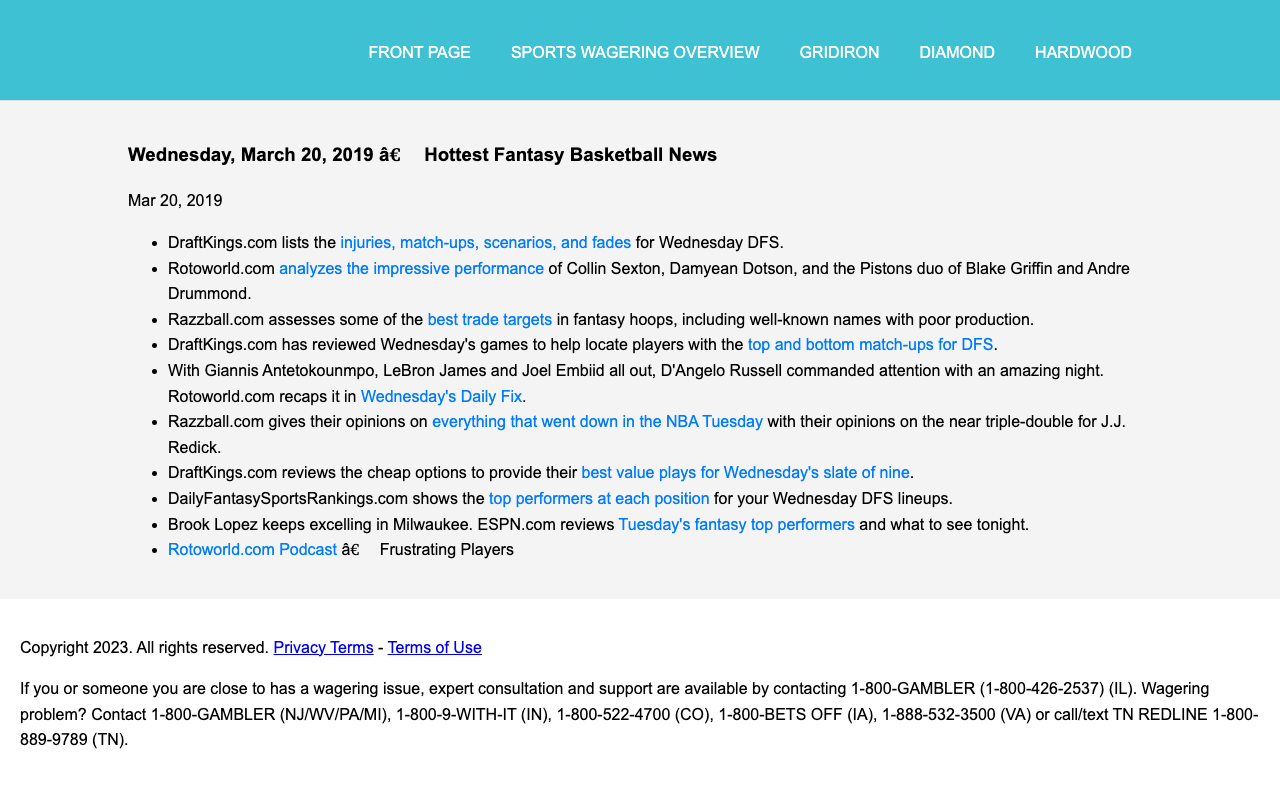 FRONT PAGE SPORTS WAGERING OVERVIEW GRIDIRON DIAMOND HARDWOOD
Wednesday, March 20, 2019 â€ Hottest Fantasy Basketball News
Mar 20, 2019
• DraftKings.com lists the injuries, match-ups, scenarios, and fades for Wednesday DFS.
• Rotoworld.com analyzes the impressive performance of Collin Sexton, Damyean Dotson, and the Pistons duo of Blake Griffin and Andre
Drummond.
• Razzball.com assesses some of the best trade targets in fantasy hoops, including well-known names with poor production.
• DraftKings.com has reviewed Wednesday's games to help locate players with the top and bottom match-ups for DFS.
• With Giannis Antetokounmpo, LeBron James and Joel Embiid all out, D'Angelo Russell commanded attention with an amazing night.
Rotoworld.com recaps it in Wednesday's Daily Fix.
• Razzball.com gives their opinions on everything that went down in the NBA Tuesday with their opinions on the near triple-double for J.J.
Redick.
• DraftKings.com reviews the cheap options to provide their best value plays for Wednesday's slate of nine.
• DailyFantasySportsRankings.com shows the top performers at each position for your Wednesday DFS lineups.
• Brook Lopez keeps excelling in Milwaukee. ESPN.com reviews Tuesday's fantasy top performers and what to see tonight.
• Rotoworld.com Podcast â€ Frustrating Players
Copyright 2023. All rights reserved. Privacy Terms - Terms of Use
If you or someone you are close to has a wagering issue, expert consultation and support are available by contacting 1-800-GAMBLER (1-800-426-2537) (IL). Wagering
problem? Contact 1-800-GAMBLER (NJ/WV/PA/MI), 1-800-9-WITH-IT (IN), 1-800-522-4700 (CO), 1-800-BETS OFF (IA), 1-888-532-3500 (VA) or call/text TN REDLINE 1-800-
889-9789 (TN).